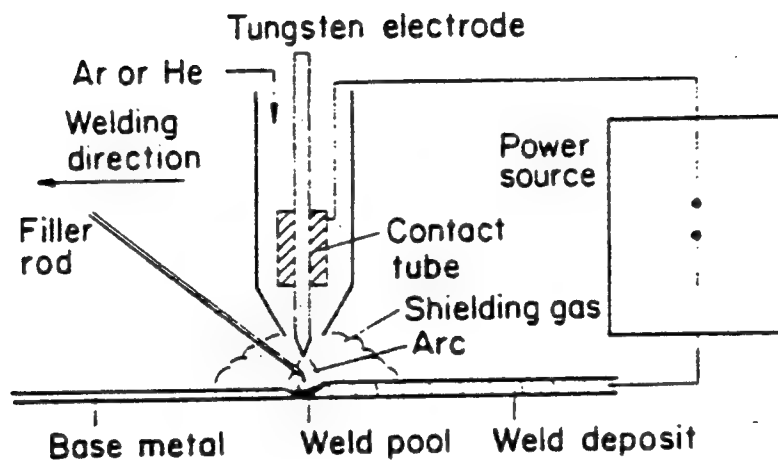 Tungsten electrode
Ar or He
Welding
direction
Power
source
Filler
rod
Contact
tube
Shielding gas
Arc
Base metal
Weld pool
Weld deposit